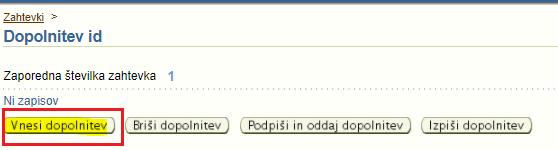 Zahtevki >
Dopolnitev id
Zaporedna številka zahtevka 1
Ni zapisov
Vnesi dopolnitev Briši dopolnitev Podpiši in oddaj dopolnitev Izpiši dopolnitev